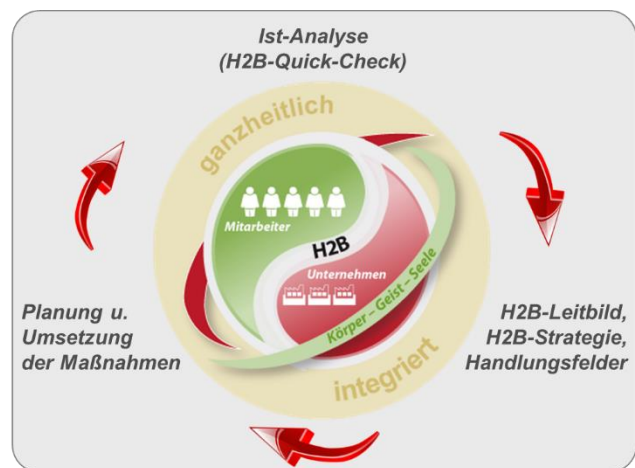 Ist-Analyse
(H2B-Quick-Check)
ganzheitlich
Mitarbeiter
H2B
Unternehmen
Körper – Geist – Seele
integriert
H2B-Leitbild,
H2B-Strategie,
Handlungsfelder
Planung u.
Umsetzung
der Maßnahmen